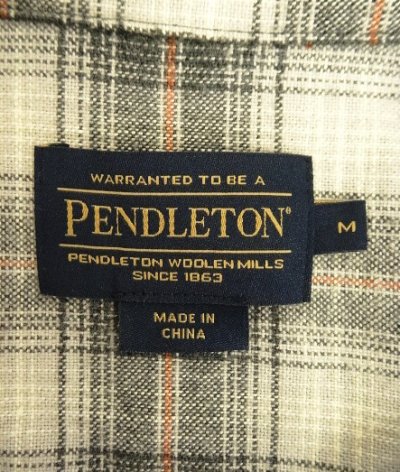 WARRANTED TO BE A
PENDLETON®
PENDLETON WOOLEN MILLS
SINCE 1863
M
MADE IN
CHINA